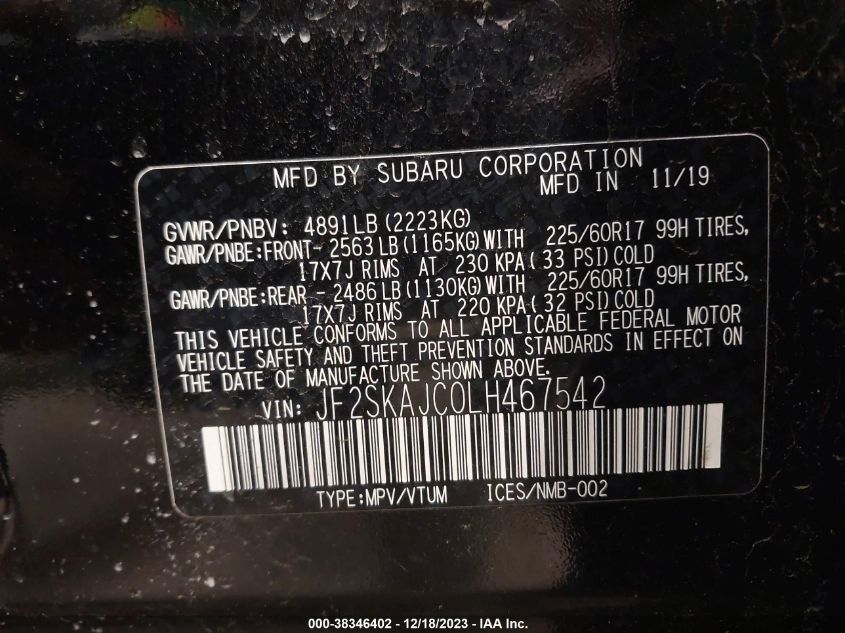 MFD BY SUBARU CORPORATION
MFD IN 11/19
GVWR/PNBV: 4891LB (2223KG)
GAWR/PNBE:FRONT- 2563LB(1165KG)WITH 225/60R17 99H TIRES,
17X7J RIMS AT 230 KPA( 33 PSI)COLD
GAWR/PNBE:REAR - 2486LB(1130KG)WITH 225/60R17 99H TIRES,
17X7J RIMS AT 220 KPA( 32 PSI)COLD
THIS VEHICLE CONFORMS TO ALL APPLICABLE FEDERAL MOTOR
VEHICLE SAFETY AND THEFT PREVENTION STANDARDS IN EFFECT ON
THE DATE OF MANUFACTURE SHOWN ABOVE.
VIN: JF2SKAJC0LH467542
TYPE:MPV/VTUM ICES/NMB-002
000-38346402 - 12/18/2023 - IAA Inc.